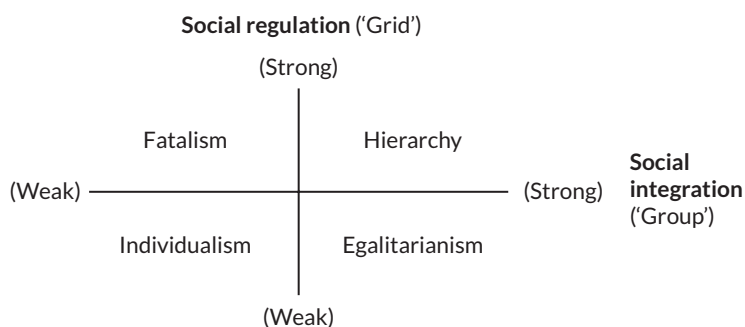 Social regulation (‘Grid’)
(Strong)
Fatalism
Hierarchy
(Weak)
(Strong)
Social
integration
(‘Group’)
Individualism
Egalitarianism
(Weak)